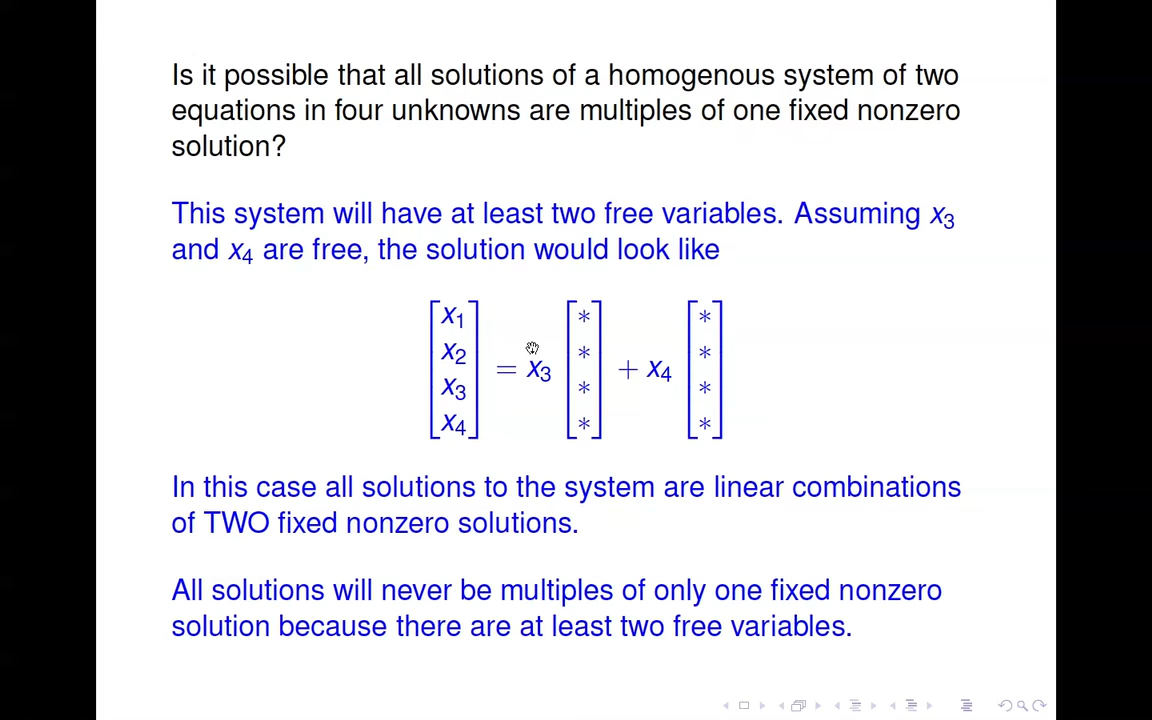 Is it possible that all solutions of a homogenous system of two
equations in four unknowns are multiples of one fixed nonzero
solution?
This system will have at least two free variables. Assuming x₃
and x₄ are free, the solution would look like
[x₁ x₂ x₃ x₄] = x₃ [* * * *] + x₄ [* * * *]
In this case all solutions to the system are linear combinations
of TWO fixed nonzero solutions.
All solutions will never be multiples of only one fixed nonzero
solution because there are at least two free variables.